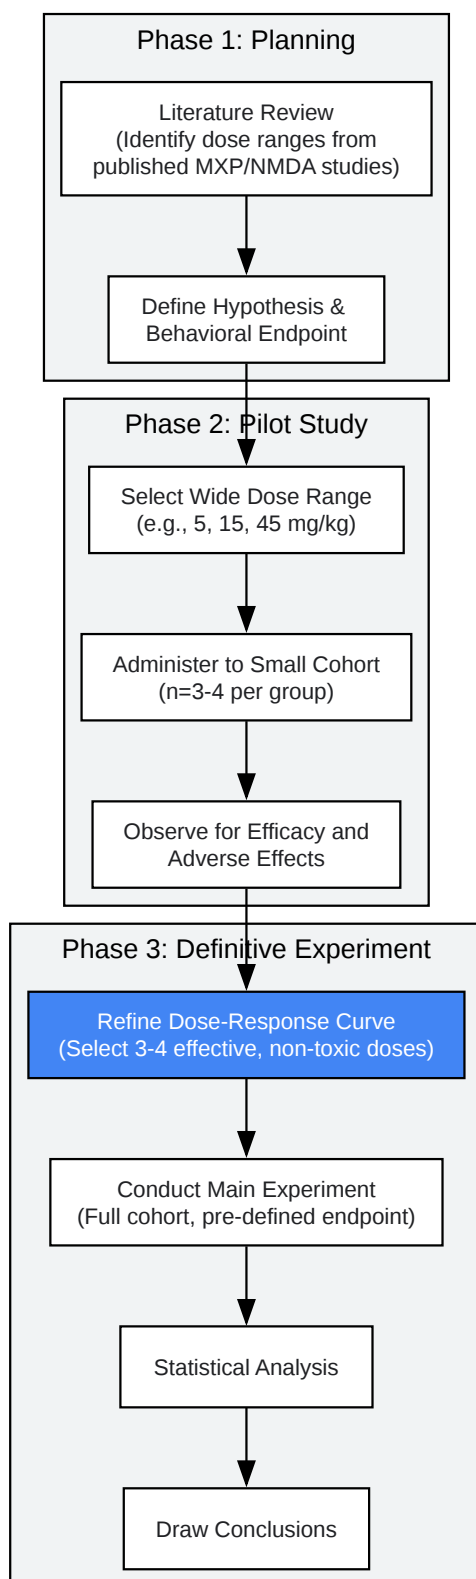 Phase 1: Planning
Literature Review
(Identify dose ranges from
published MXP/NMDA studies)
Define Hypothesis &
Behavioral Endpoint
Phase 2: Pilot Study
Select Wide Dose Range
(e.g., 5, 15, 45 mg/kg)
Administer to Small Cohort
(n=3-4 per group)
Observe for Efficacy and
Adverse Effects
Phase 3: Definitive Experiment
Refine Dose-Response Curve
(Select 3-4 effective, non-toxic doses)
Conduct Main Experiment
(Full cohort, pre-defined endpoint)
Statistical Analysis
Draw Conclusions